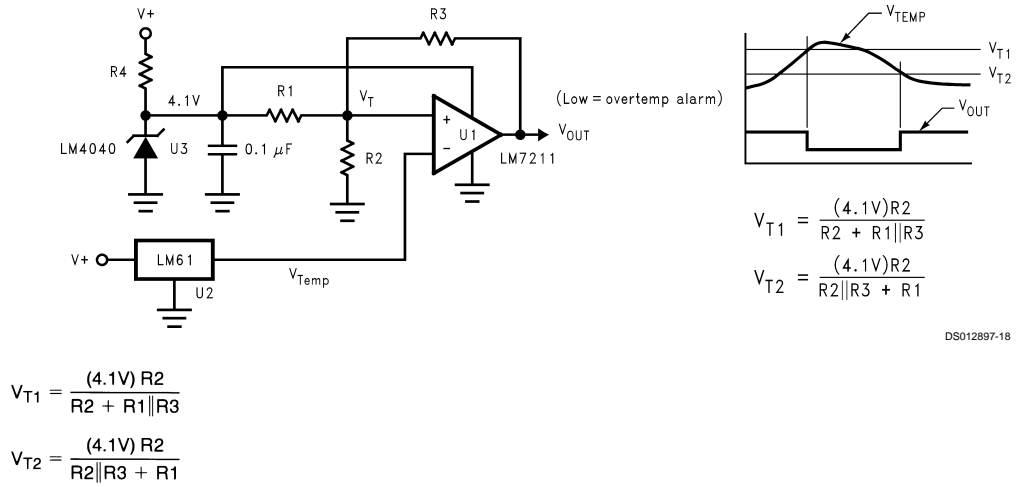 V+
R3
R4
4.1V
R1
V_T
LM4040
U3
0.1 μF
R2
+
−
U1
LM7211
(Low = overtemp alarm)
V_OUT
V+
LM61
U2
V_Temp
V_TEMP
V_T1
V_T2
V_OUT
V_T1 = (4.1V)R2 / R2 + R1||R3
V_T2 = (4.1V)R2 / R2||R3 + R1
DS012897-18
V_T1 = (4.1V) R2 / R2 + R1||R3
V_T2 = (4.1V) R2 / R2||R3 + R1